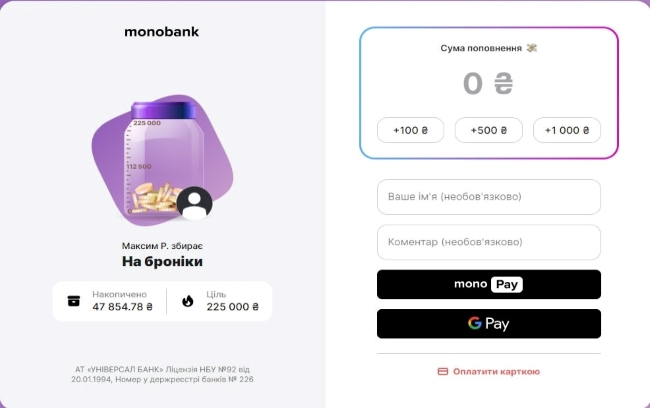 monobank
225 000
112 500
Максим Р. збирає
На броніки
Накопичено
47 854.78 ₴
Ціль
225 000 ₴
АТ «УНІВЕРСАЛ БАНК» Ліцензія НБУ №92 від
20.01.1994, Номер у держреєстрі банків № 226
Сума поповнення
0 ₴
+100 ₴
+500 ₴
+1 000 ₴
Ваше ім'я (необов'язково)
Коментар (необов'язково)
mono Pay
G Pay
Оплатити карткою